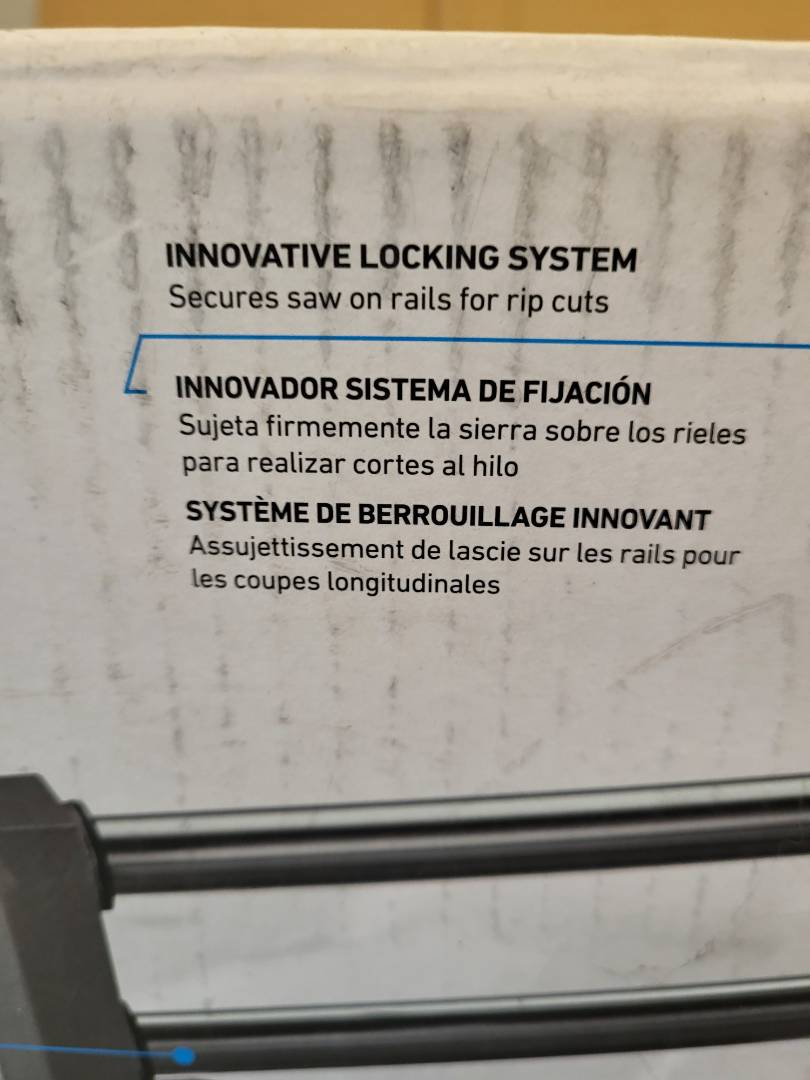 INNOVATIVE LOCKING SYSTEM
Secures saw on rails for rip cuts
INNOVADOR SISTEMA DE FIJACIÓN
Sujeta firmemente la sierra sobre los rieles
para realizar cortes al hilo
SYSTÈME DE BERROUILLAGE INNOVANT
Assujettissement de lascie sur les rails pour
les coupes longitudinales